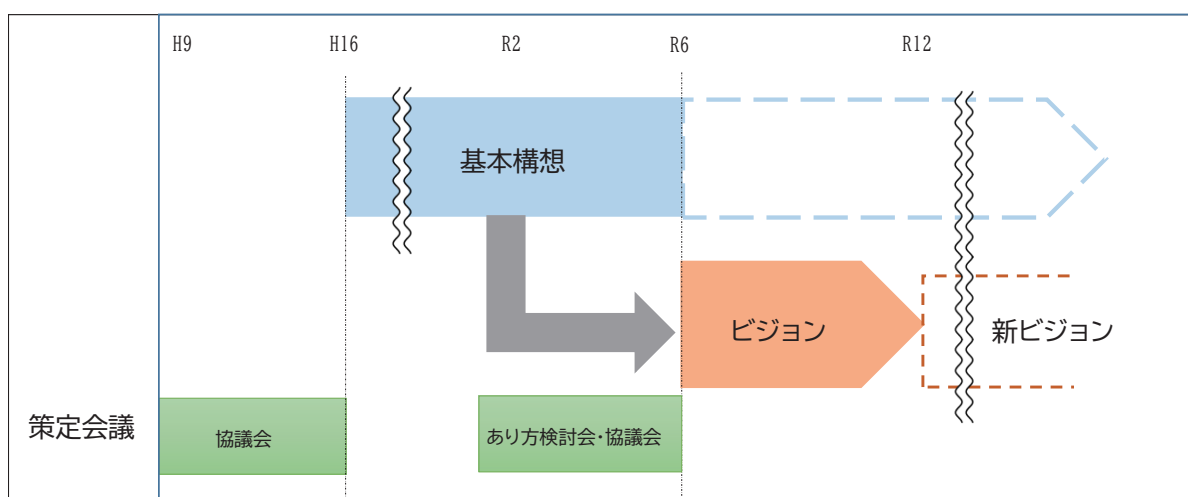 H9
H16
R2
R6
R12
基本構想
ビジョン
新ビジョン
策定会議
協議会
あり方検討会・協議会